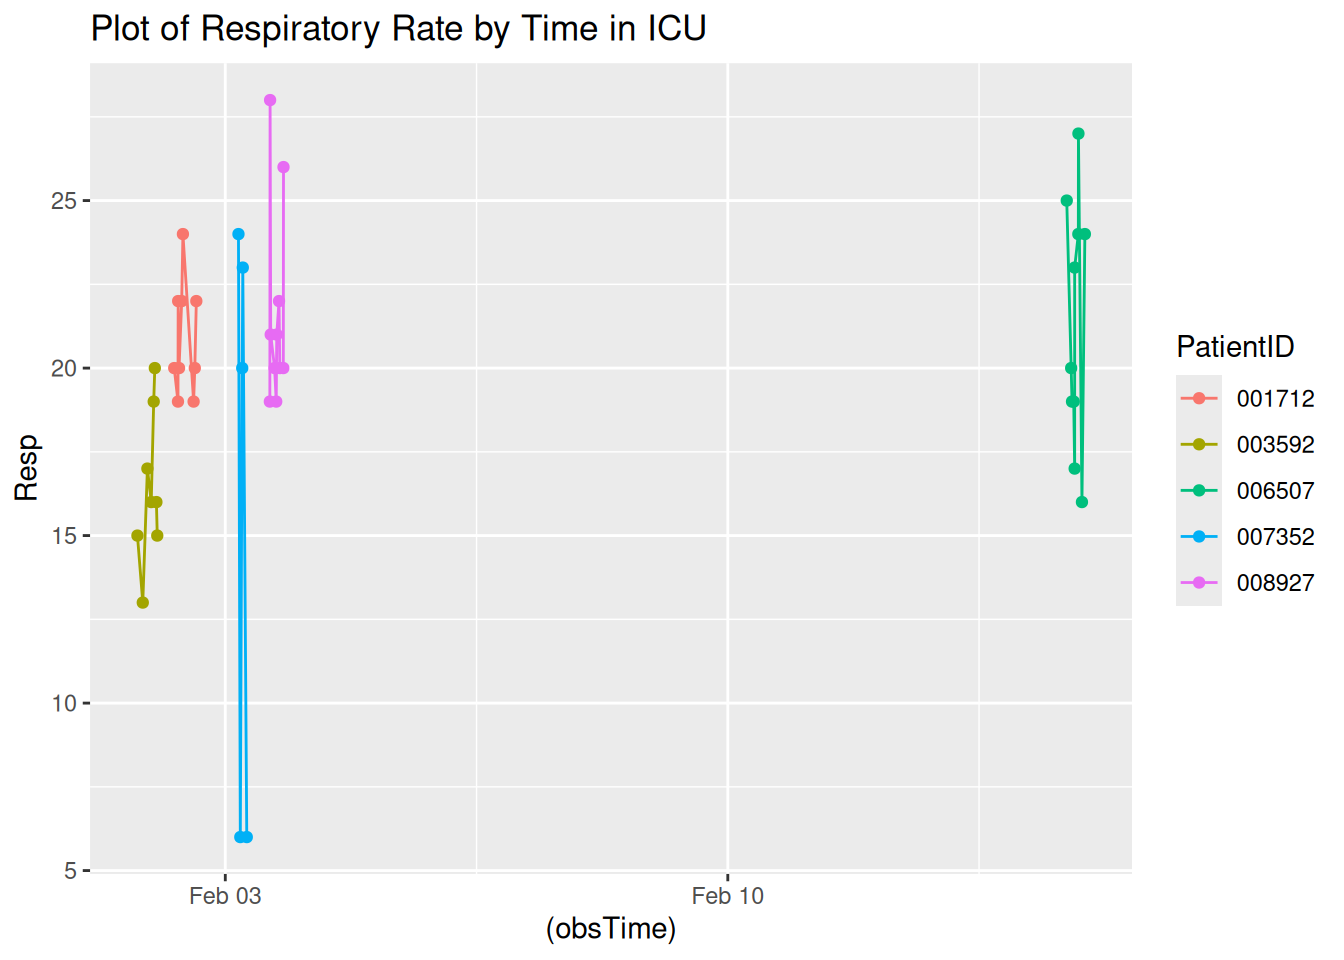 Plot of Respiratory Rate by Time in ICU
Resp
25
20
15
10
5
Feb 03
Feb 10
(obsTime)
PatientID
001712
003592
006507
007352
008927